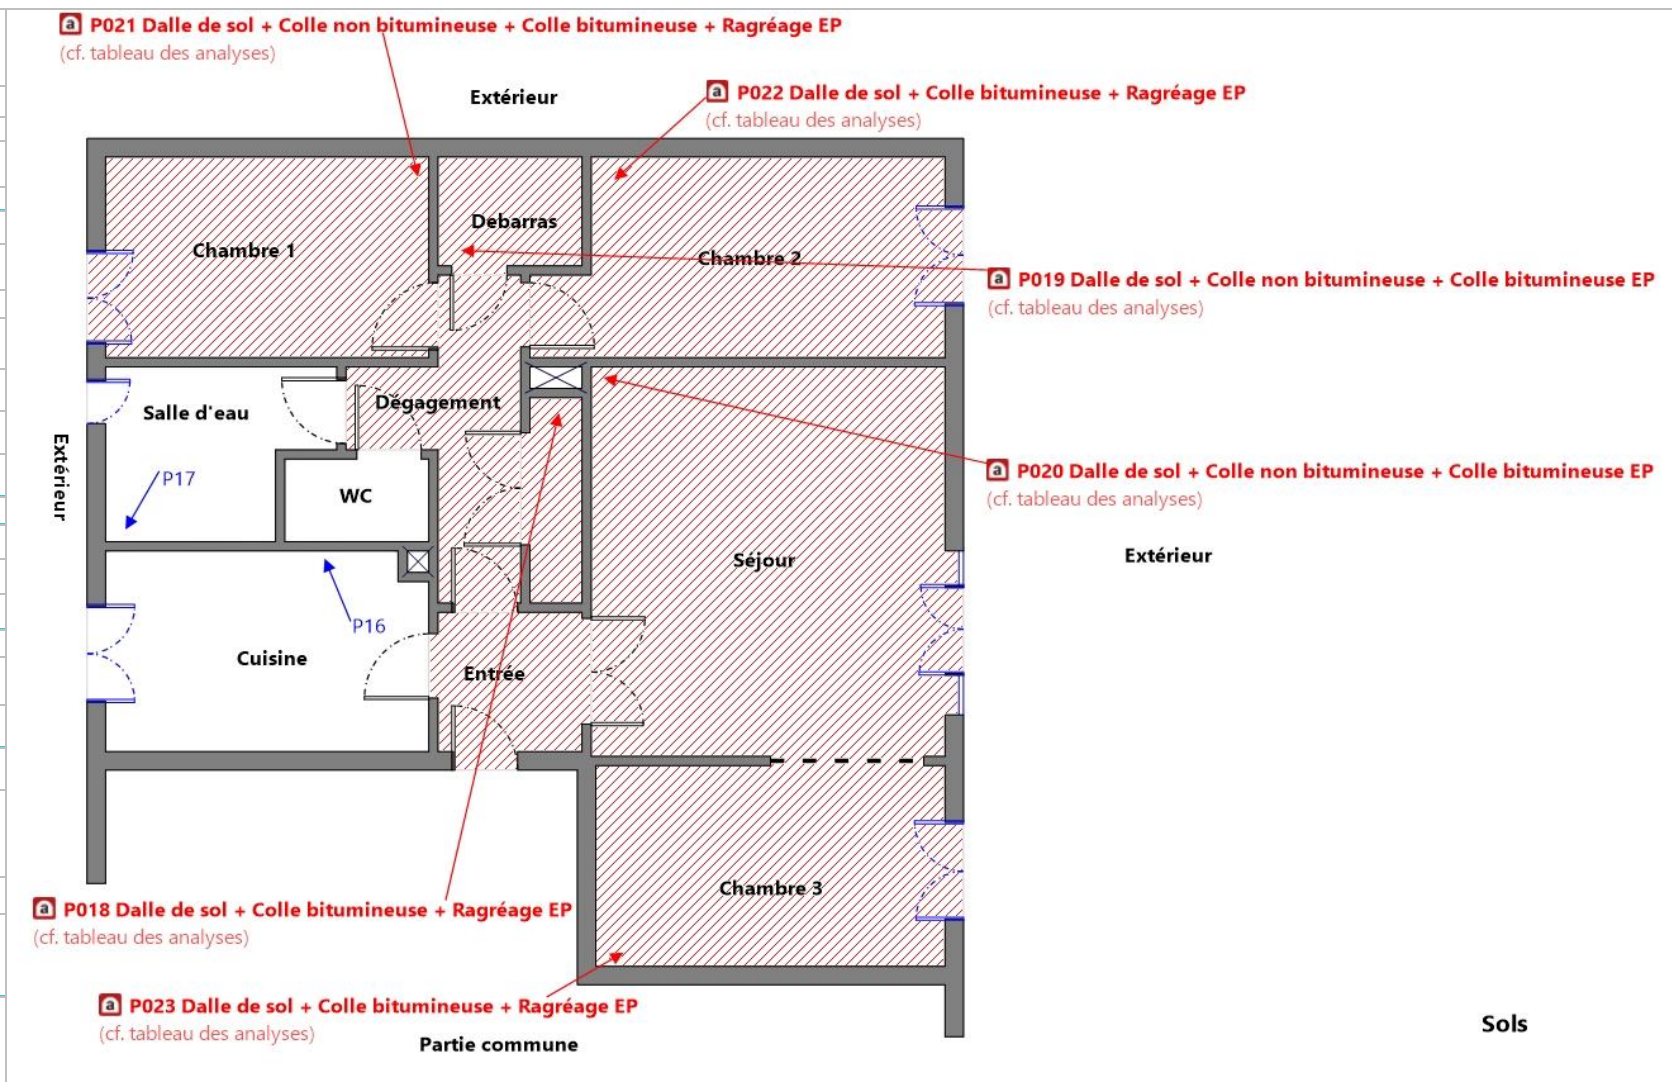 a P021 Dalle de sol + Colle non bitumineuse + Colle bitumineuse + Ragréage EP
(cf. tableau des analyses)
Extérieur
a P022 Dalle de sol + Colle bitumineuse + Ragréage EP
(cf. tableau des analyses)
Debarras
Chambre 1
Chambre 2
a P019 Dalle de sol + Colle non bitumineuse + Colle bitumineuse EP
(cf. tableau des analyses)
Dégagement
Salle d'eau
Extérieur
P17
WC
a P020 Dalle de sol + Colle non bitumineuse + Colle bitumineuse EP
(cf. tableau des analyses)
Séjour
Extérieur
P16
Cuisine
Entrée
Chambre 3
a P018 Dalle de sol + Colle bitumineuse + Ragréage EP
(cf. tableau des analyses)
a P023 Dalle de sol + Colle bitumineuse + Ragréage EP
(cf. tableau des analyses)
Partie commune
Sols